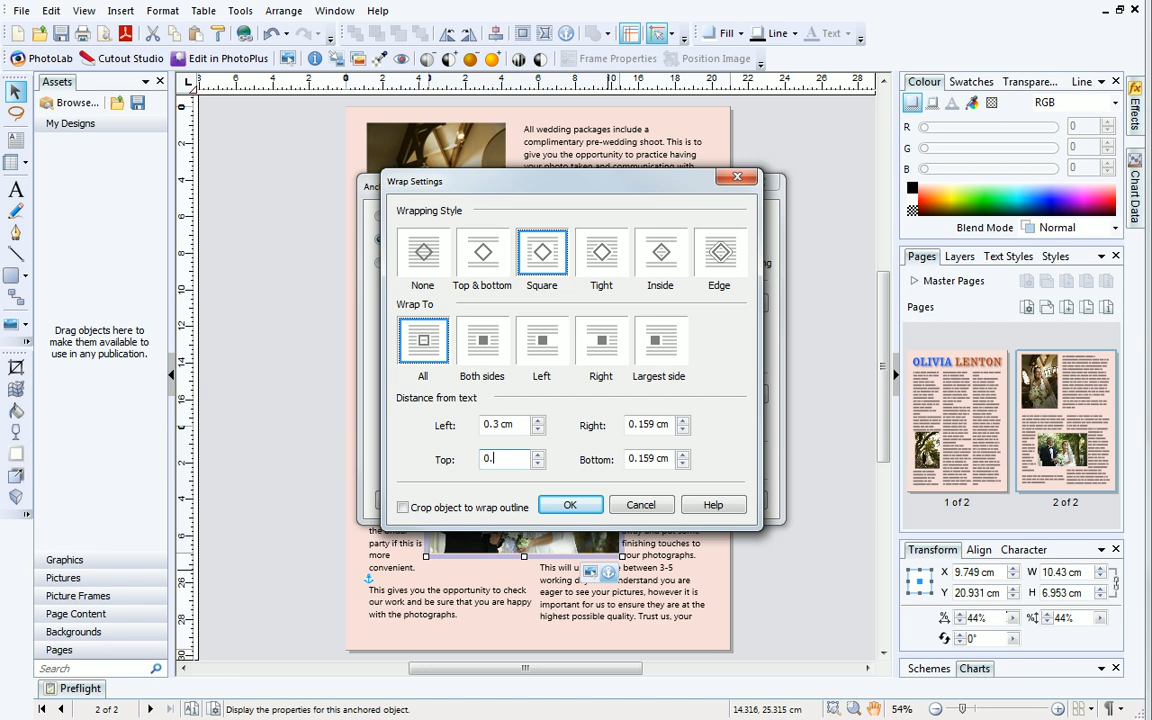 File Edit View Insert Format Table Tools Arrange Window Help
Fill Line Text
PhotoLab Cutout Studio Edit in PhotoPlus Frame Properties Position Image
Assets
Browse...
My Designs
Drag objects here to
make them available to
use in any publication.
Graphics
Pictures
Picture Frames
Page Content
Backgrounds
Pages
Search
Preflight
2 of 2
Display the properties for this anchored object.
14.316, 25.315 cm
54%
All wedding packages include a
complimentary pre-wedding shoot. This is to
give you the opportunity to practice having
Wrap Settings
Wrapping Style
None Top & bottom Square Tight Inside Edge
Wrap To
All Both sides Left Right Largest side
Distance from text
Left: 0.3 cm Right: 0.159 cm
Top: 0. Bottom: 0.159 cm
Crop object to wrap outline
OK Cancel Help
party if this is
more
convenient.
This gives you the opportunity to check
our work and be sure that you are happy
with the photographs.
finishing touches to
your photographs.
eager to see your pictures, however it is
important for us to ensure they are at the
highest possible quality. Trust us, your
Colour Swatches Transpare... Line
RGB
R 0
G 0
B 0
Blend Mode Normal
Pages Layers Text Styles Styles
Master Pages
Pages
OLIVIA LENTON
1 of 2
2 of 2
Transform Align Character
X 9.749 cm W 10.43 cm
Y 20.931 cm H 6.953 cm
44% 44%
0°
Schemes Charts
Effects
Chart Data